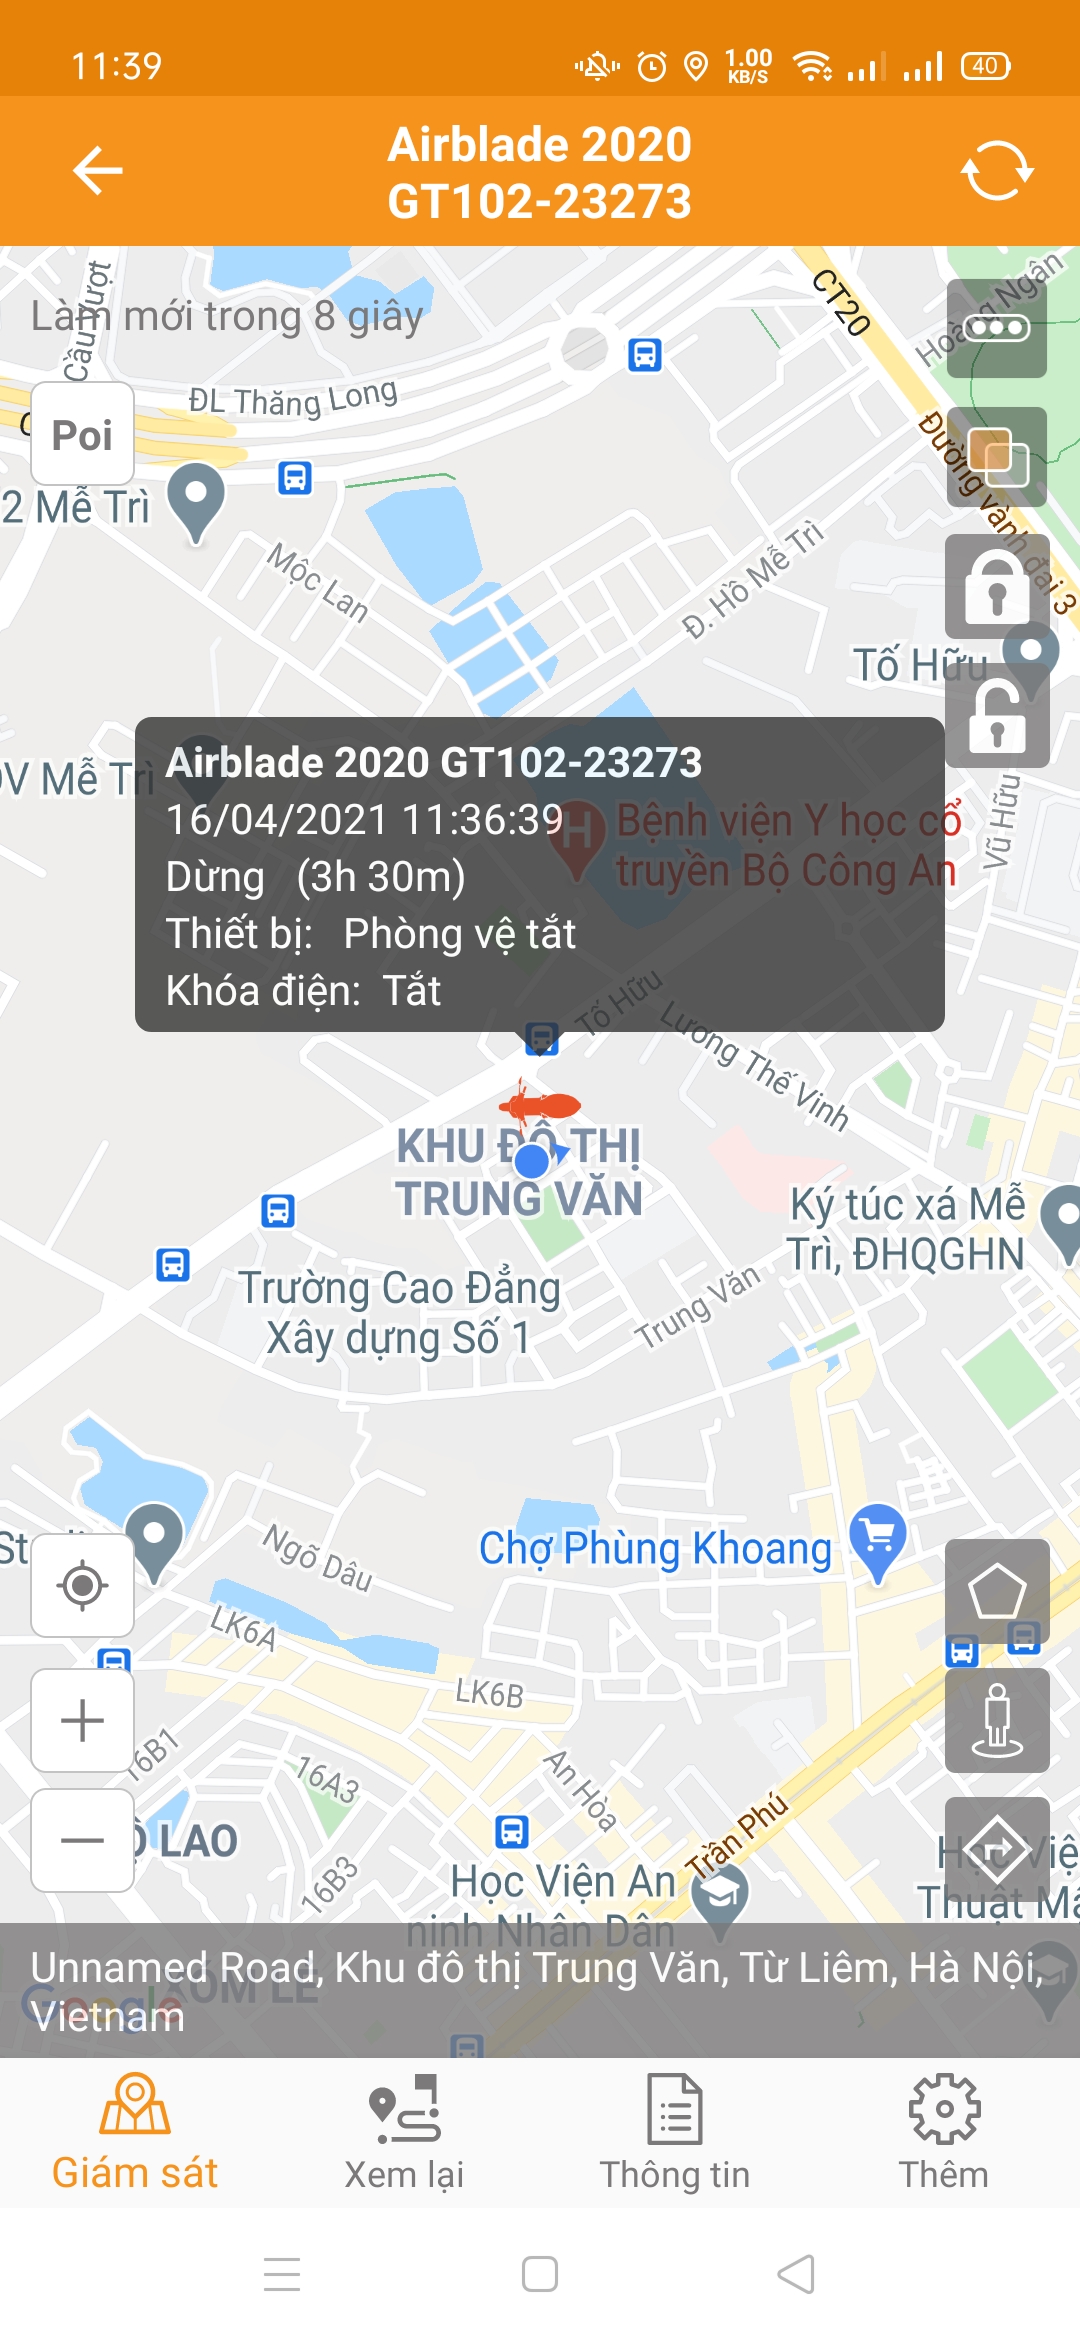 11:39
1.00
KB/S
40
Airblade 2020
GT102-23273
Làm mới trong 8 giây
Cầu Vượt
CT20
Hoàng Ngân
ĐL Thăng Long
Poi
2 Mễ Trì
Đường vành đai 3
Mộc Lan
Đ. Hồ Mễ Trì
Tố Hữu
V Mễ Trì
Vũ Hữu
Airblade 2020 GT102-23273
16/04/2021 11:36:39
Dừng (3h 30m)
Thiết bị: Phòng vệ tắt
Khóa điện: Tắt
H
Bệnh viện Y học cổ
truyền Bộ Công An
Tố Hữu
Lương Thế Vinh
KHU ĐÔ THỊ
TRUNG VĂN
Ký túc xá Mễ
Trì, ĐHQGHN
Trường Cao Đẳng
Xây dựng Số 1
Trung Văn
Chợ Phùng Khoang
Ngõ Dâu
LK6A
LK6B
16B1
16A3
An Hòa
LAO
16B3
Trần Phú
Học Viện An
ninh Nhân Dân
Học Việ
Thuật Mã
Unnamed Road, Khu đô thị Trung Văn, Từ Liêm, Hà Nội,
Vietnam
Google
Giám sát
Xem lại
Thông tin
Thêm